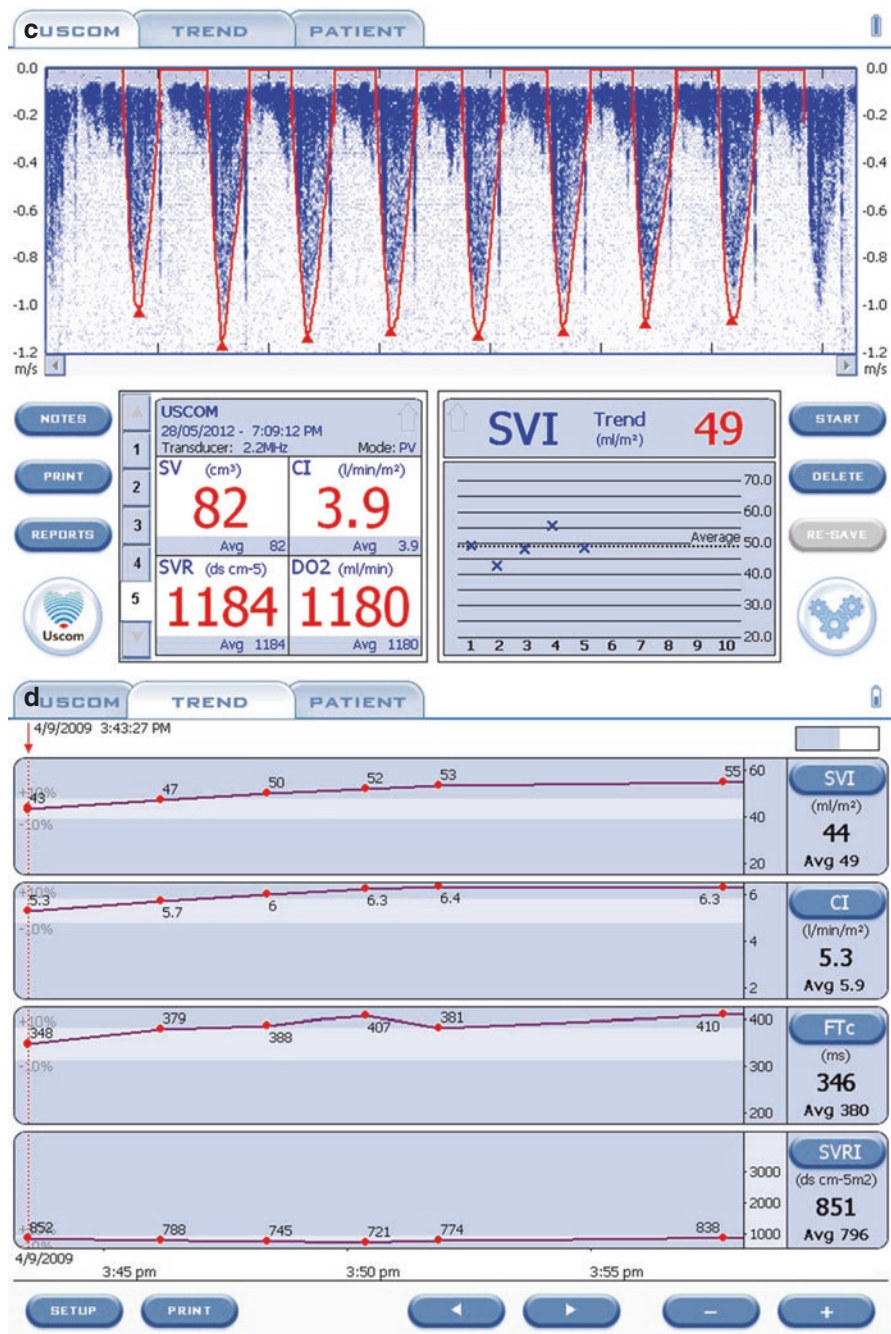 c USCOM TREND PATIENT
0.0 0.0
-0.2 -0.2
-0.4 -0.4
-0.6 -0.6
-0.8 -0.8
-1.0 -1.0
-1.2 -1.2
m/s m/s
NOTES
PRINT
REPORTS
Uscom
1
2
3
4
5
USCOM
28/05/2012 - 7:09:12 PM
Transducer: 2.2MHz Mode: PV
SV (cm³) CI (l/min/m²)
82 3.9
Avg 82 Avg 3.9
SVR (ds cm-5) DO2 (ml/min)
1184 1180
Avg 1184 Avg 1180
SVI Trend (ml/m²) 49
70.0
60.0
Average 50.0
40.0
30.0
20.0
1 2 3 4 5 6 7 8 9 10
START
DELETE
RE-SAVE
d USCOM TREND PATIENT
4/9/2009 3:43:27 PM
+10%
43 47 50 52 53 55
-10%
60
40
20
SVI
(ml/m²)
44
Avg 49
+10%
5.3 5.7 6 6.3 6.4 6.3
-10%
6
4
2
CI
(l/min/m²)
5.3
Avg 5.9
+10%
348 379 388 407 381 410
-10%
400
300
200
FTc
(ms)
346
Avg 380
852 788 745 721 774 838
3000
2000
1000
SVRI
(ds cm-5m2)
851
Avg 796
4/9/2009
3:45 pm 3:50 pm 3:55 pm
SETUP PRINT - +